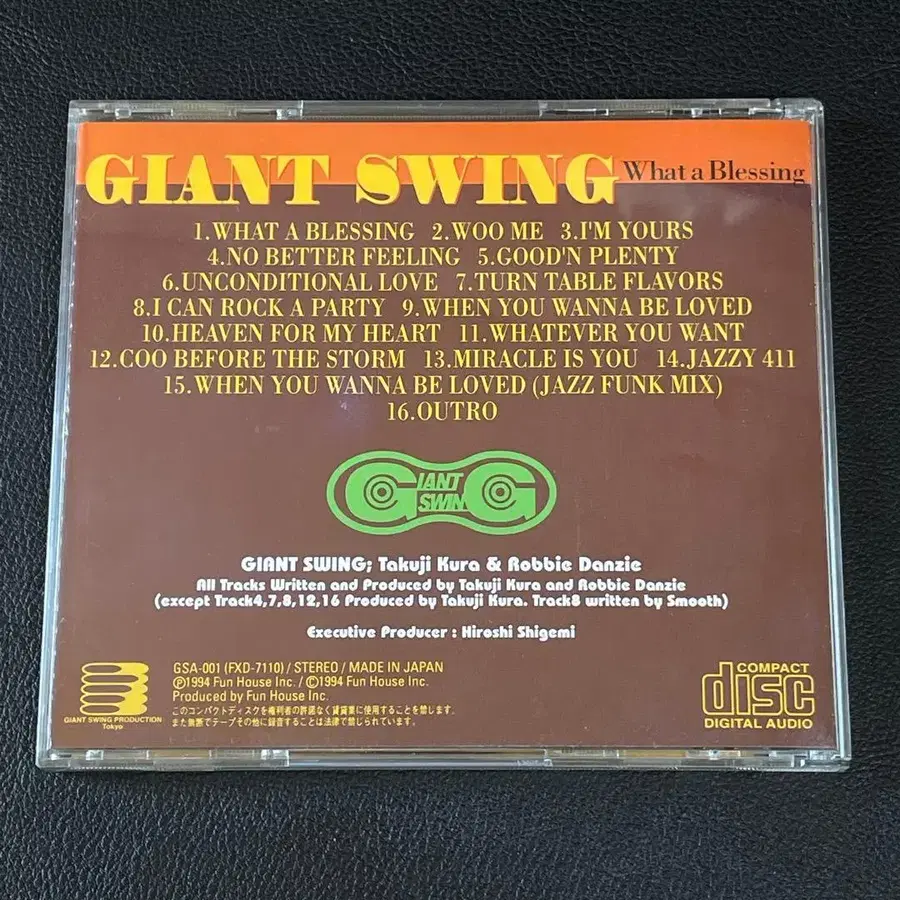 GIANT SWING What a Blessing
1.WHAT A BLESSING 2.WOO ME 3.I'M YOURS
4.NO BETTER FEELING 5.GOOD'N PLENTY
6.UNCONDITIONAL LOVE 7.TURN TABLE FLAVORS
8.I CAN ROCK A PARTY 9.WHEN YOU WANNA BE LOVED
10.HEAVEN FOR MY HEART 11.WHATEVER YOU WANT
12.COO BEFORE THE STORM 13.MIRACLE IS YOU 14.JAZZY 411
15.WHEN YOU WANNA BE LOVED (JAZZ FUNK MIX)
16.OUTRO
GIANT
SWING
GIANT SWING; Takuji Kura & Robbie Danzie
All Tracks Written and Produced by Takuji Kura and Robbie Danzie
(except Track4,7,8,12,16 Produced by Takuji Kura. Track8 written by Smooth)
Executive Producer : Hiroshi Shigemi
GIANT SWING PRODUCTION
Tokyo
GSA-001 (FXD-7110) / STEREO / MADE IN JAPAN
℗1994 Fun House Inc. / ©1994 Fun House Inc.
Produced by Fun House Inc.
このコンパクトディスクを権利者の許諾なく賃貸業に使用することを禁じます。
また無断でテープその他に録音することは法律で禁じられています。
COMPACT
disc
DIGITAL AUDIO